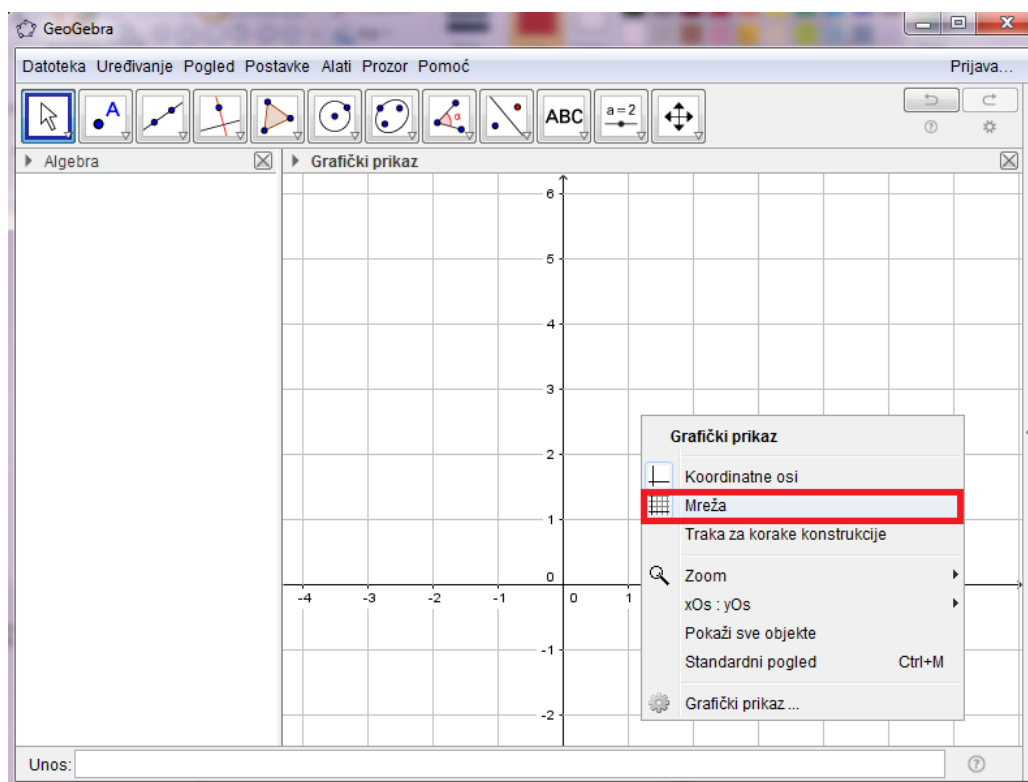 GeoGebra
Datoteka Uređivanje Pogled Postavke Alati Prozor Pomoć Prijava...
A α ABC a=2
Algebra Grafički prikaz
6
5
4
3
2
1
0
-4 -3 -2 -1 0 1
-1
-2
Grafički prikaz
Koordinatne osi
Mreža
Traka za korake konstrukcije
Zoom
xOs : yOs
Pokaži sve objekte
Standardni pogled Ctrl+M
Grafički prikaz ...
Unos: